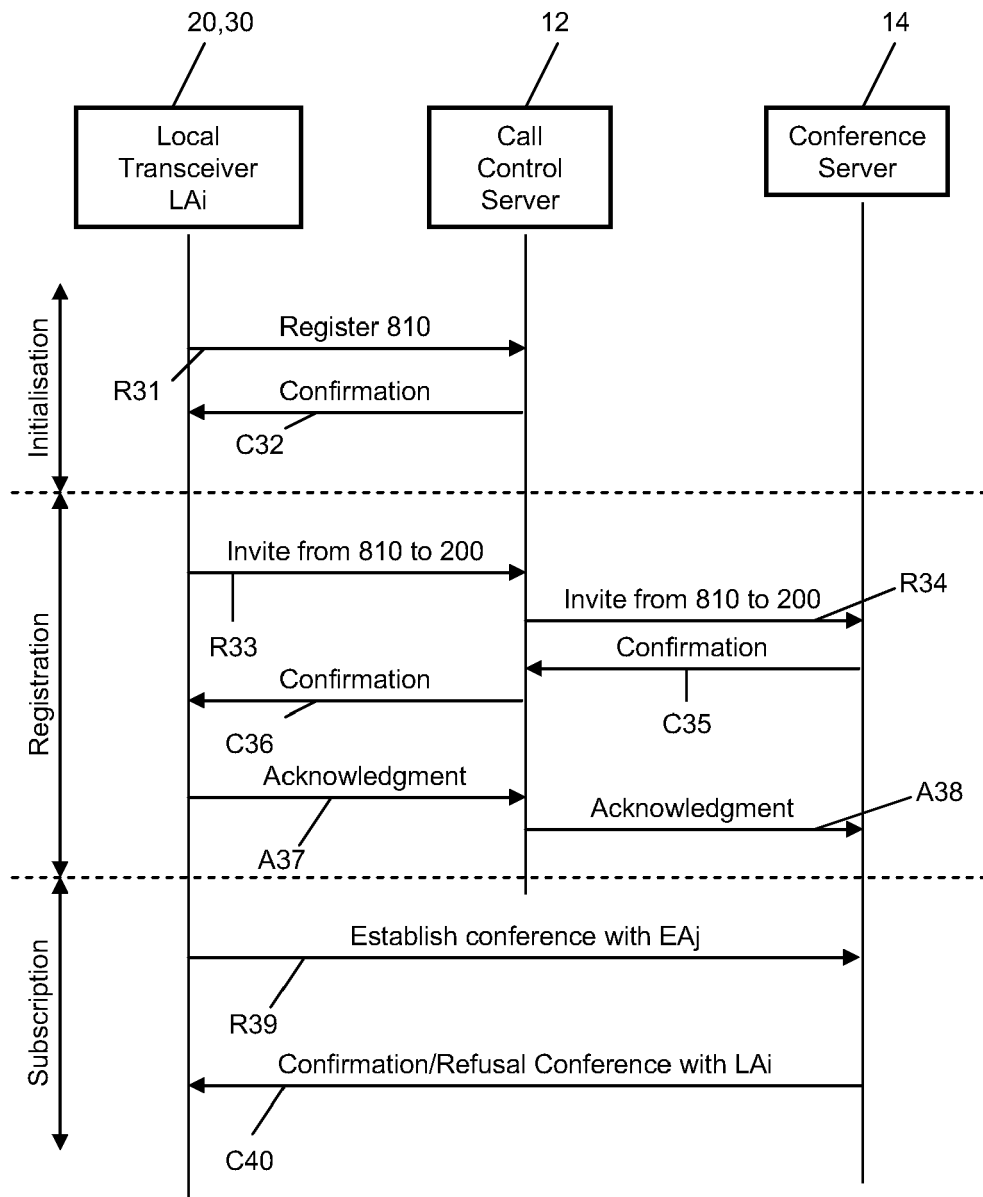 20,30
12
14
Local
Transceiver
LAi
Call
Control
Server
Conference
Server
Initialisation
Register 810
R31
Confirmation
C32
Registration
Invite from 810 to 200
R33
Invite from 810 to 200
R34
Confirmation
C35
Confirmation
C36
Acknowledgment
A37
Acknowledgment
A38
Subscription
Establish conference with EAj
R39
Confirmation/Refusal Conference with LAi
C40